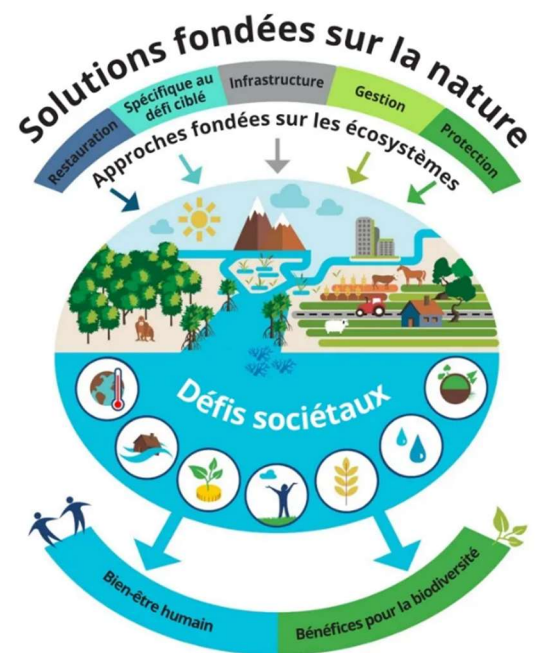 Solutions fondées sur la nature
Restauration
Spécifique au
défi ciblé
Infrastructure
Gestion
Protection
Approches fondées sur les écosystèmes
Défis sociétaux
Bien-être humain
Bénéfices pour la biodiversité